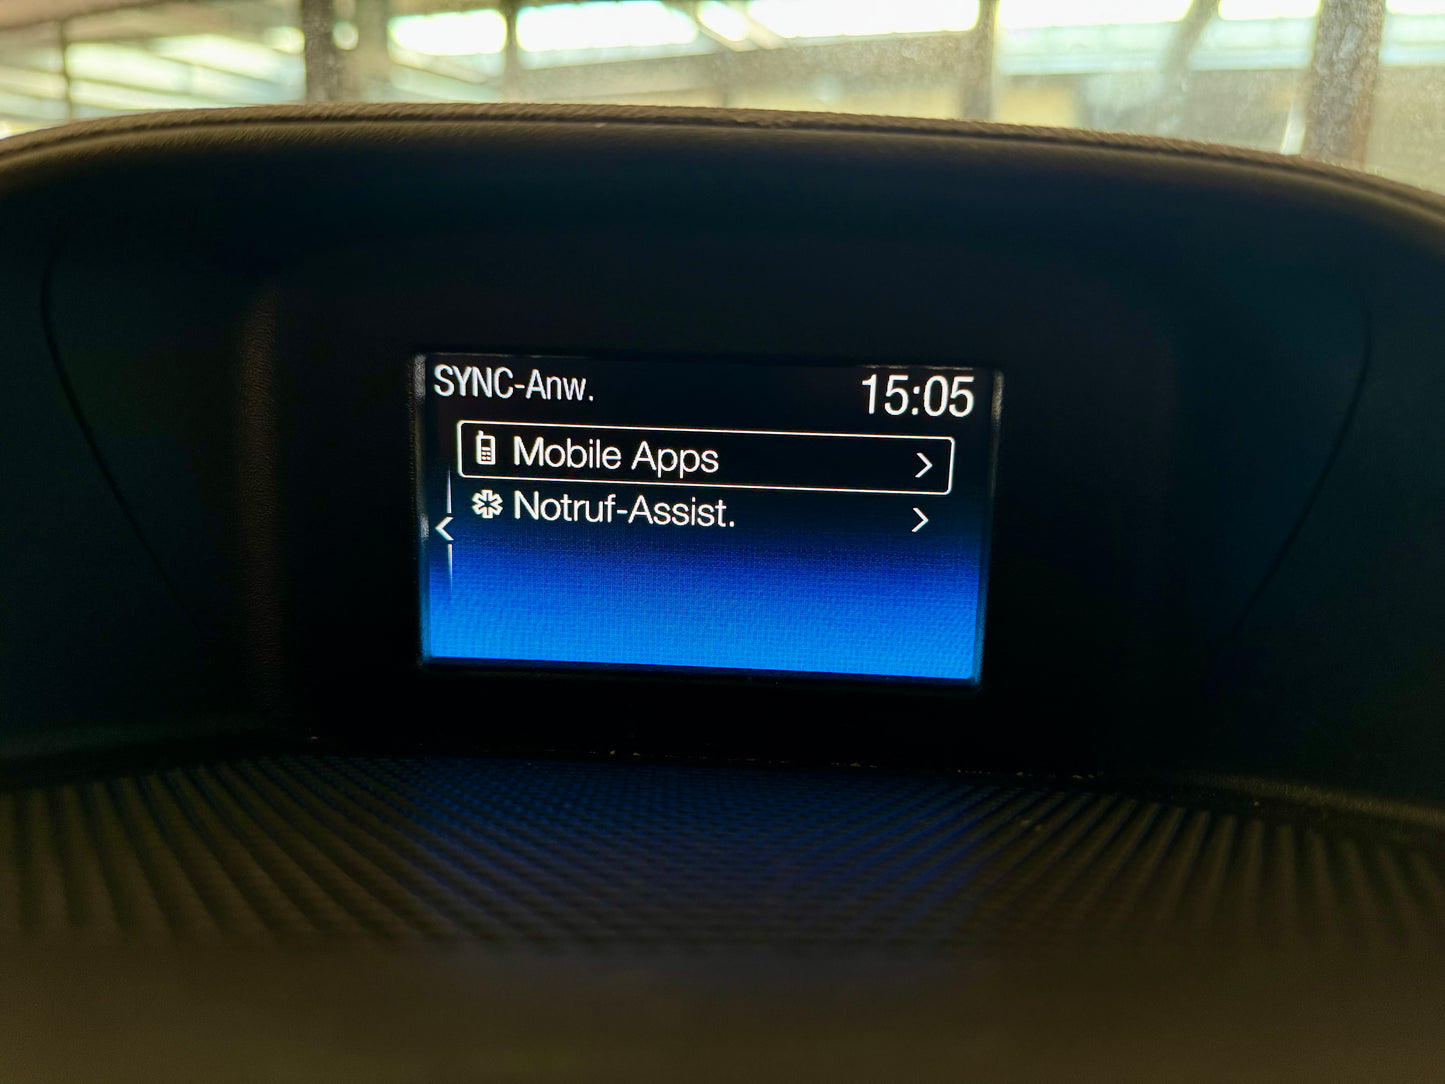 SYNC-Anw. 15:05
Mobile Apps
Notruf-Assist.